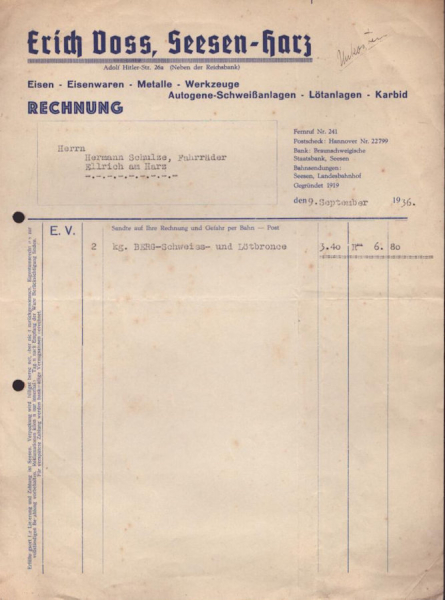 Erich Voss, Seesen-Harz
Adolf Hitler-Str. 26a (Neben der Reichsbank)
Unkosten
Eisen - Eisenwaren - Metalle - Werkzeuge
Autogene-Schweißanlagen - Lötanlagen - Karbid
RECHNUNG
Herrn
Hermann Schulze, Fahrräder
Ellrich am Harz
-.-.-.-.-.-.-.-.-
Fernruf Nr. 241
Postscheck: Hannover Nr. 22799
Bank: Braunschweigische
Staatsbank, Seesen
Bahnsendungen:
Seesen, Landesbahnhof
Gegründet 1919
den 9. September 1936.
E. V.
Sendte auf Ihre Rechnung und Gefahr per Bahn — Post
2 kg. BERG-Schweiss- und Lötbronce 3.40 6. 80